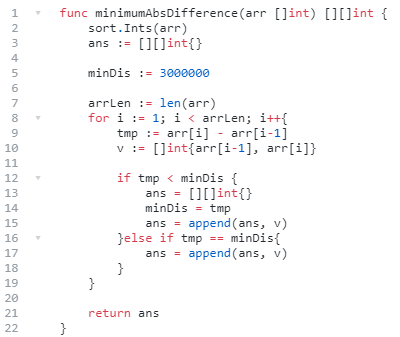 1 func minimumAbsDifference(arr []int) [][]int {
2 sort.Ints(arr)
3 ans := [][]int{}
4
5 minDis := 3000000
6
7 arrLen := len(arr)
8 for i := 1; i < arrLen; i++{
9 tmp := arr[i] - arr[i-1]
10 v := []int{arr[i-1], arr[i]}
11
12 if tmp < minDis {
13 ans = [][]int{}
14 minDis = tmp
15 ans = append(ans, v)
16 }else if tmp == minDis{
17 ans = append(ans, v)
18 }
19 }
20
21 return ans
22 }